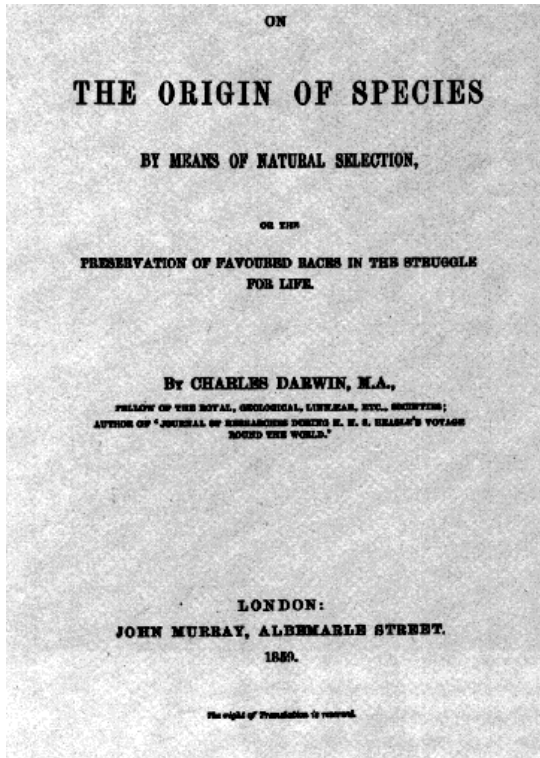 ON
THE ORIGIN OF SPECIES
BY MEANS OF NATURAL SELECTION,
OR THE
PRESERVATION OF FAVOURED RACES IN THE STRUGGLE
FOR LIFE.
BY CHARLES DARWIN, M.A.,
FELLOW OF THE ROYAL, GEOLOGICAL, LINNÆAN, ETC., SOCIETIES;
AUTHOR OF 'JOURNAL OF RESEARCHES DURING H. M. S. BEAGLE'S VOYAGE
ROUND THE WORLD.'
LONDON:
JOHN MURRAY, ALBEMARLE STREET.
1859.
The right of Translation is reserved.